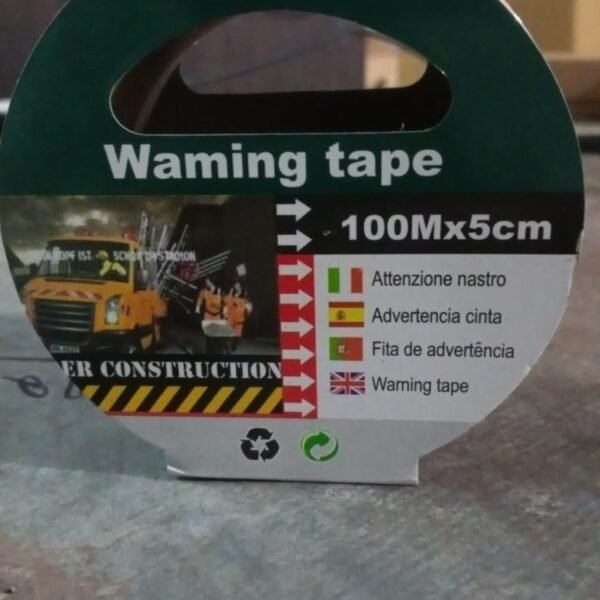 Waming tape
100Mx5cm
Attenzione nastro
Advertencia cinta
Fita de advertência
Warning tape
ER CONSTRUCTION